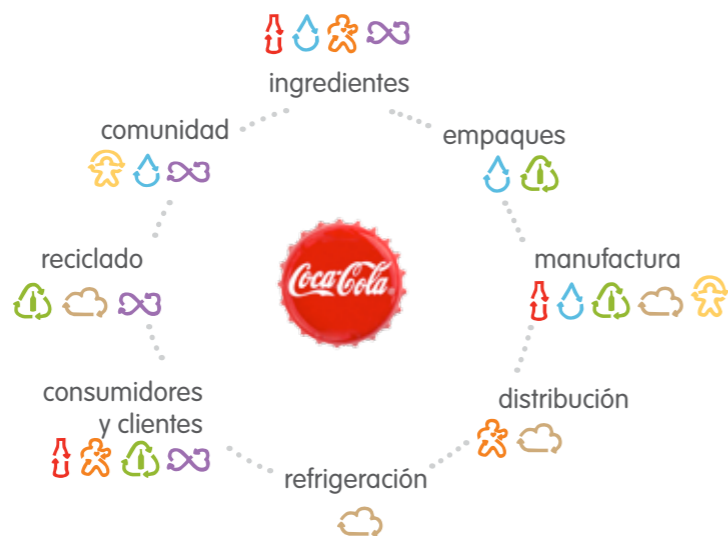 ingredientes
comunidad
empaques
reciclado
Coca-Cola
manufactura
consumidores
y clientes
distribución
refrigeración